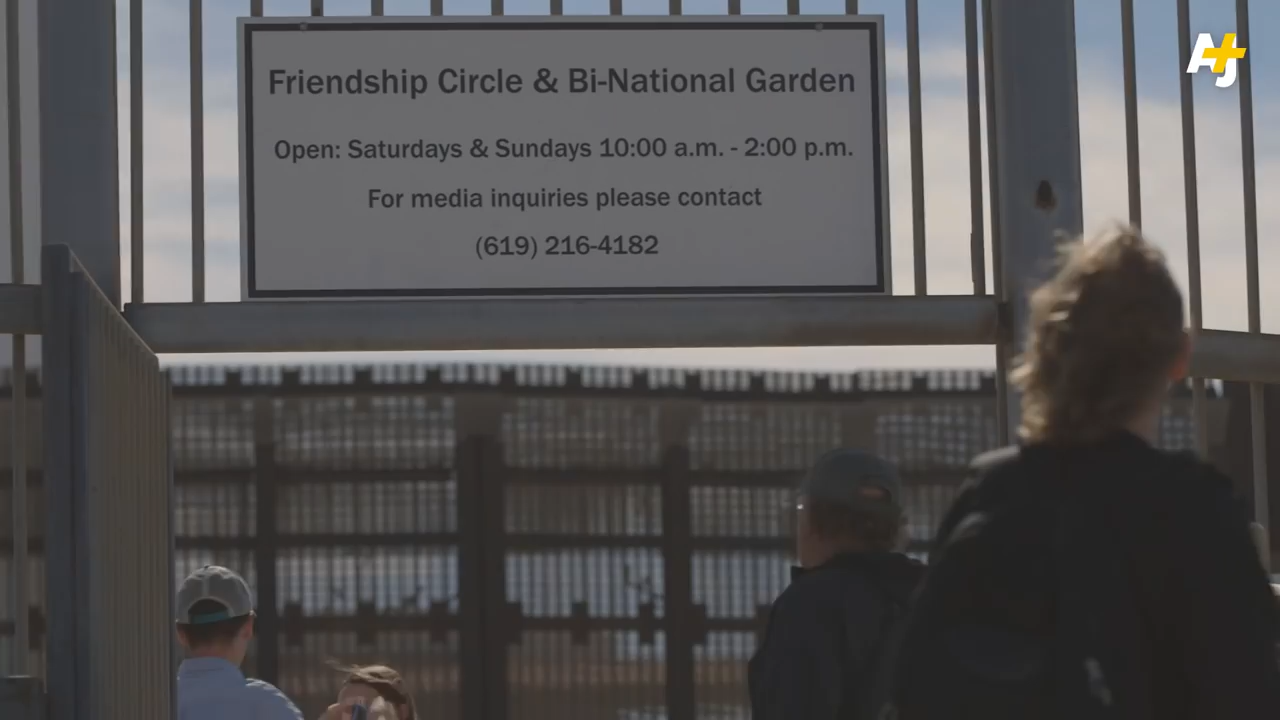 Friendship Circle & Bi-National Garden
Open: Saturdays & Sundays 10:00 a.m. - 2:00 p.m.
For media inquiries please contact
(619) 216-4182
AJ+